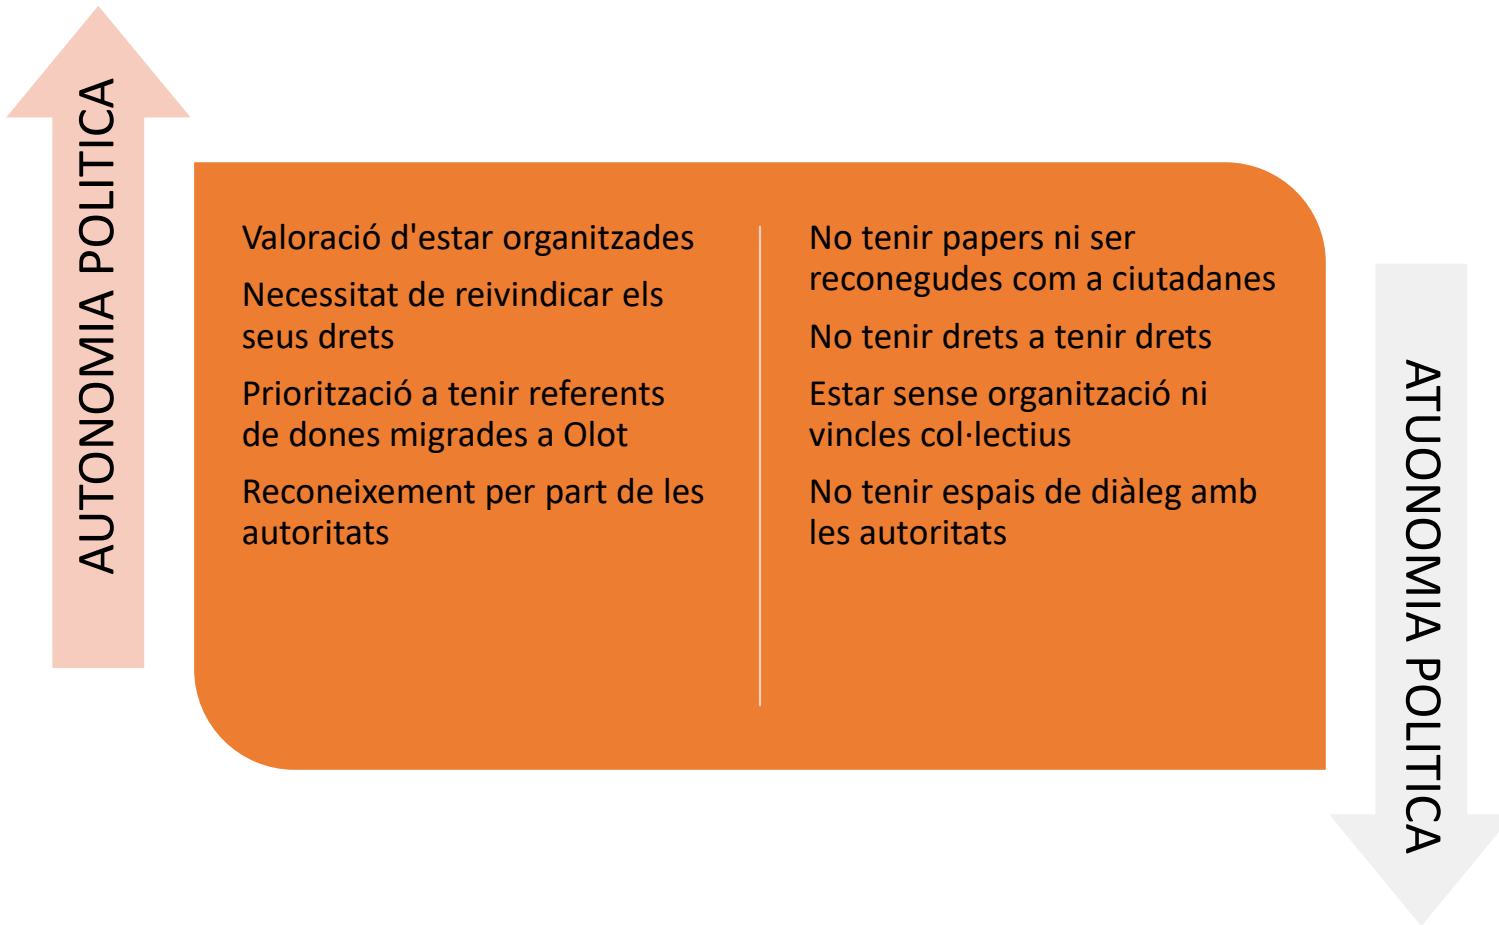 AUTONOMIA POLITICA
Valoració d'estar organitzades
Necessitat de reivindicar els
seus drets
Priorització a tenir referents
de dones migrades a Olot
Reconeixement per part de les
autoritats
No tenir papers ni ser
reconegudes com a ciutadanes
No tenir drets a tenir drets
Estar sense organització ni
vincles col·lectius
No tenir espais de diàleg amb
les autoritats
ATUONOMIA POLITICA